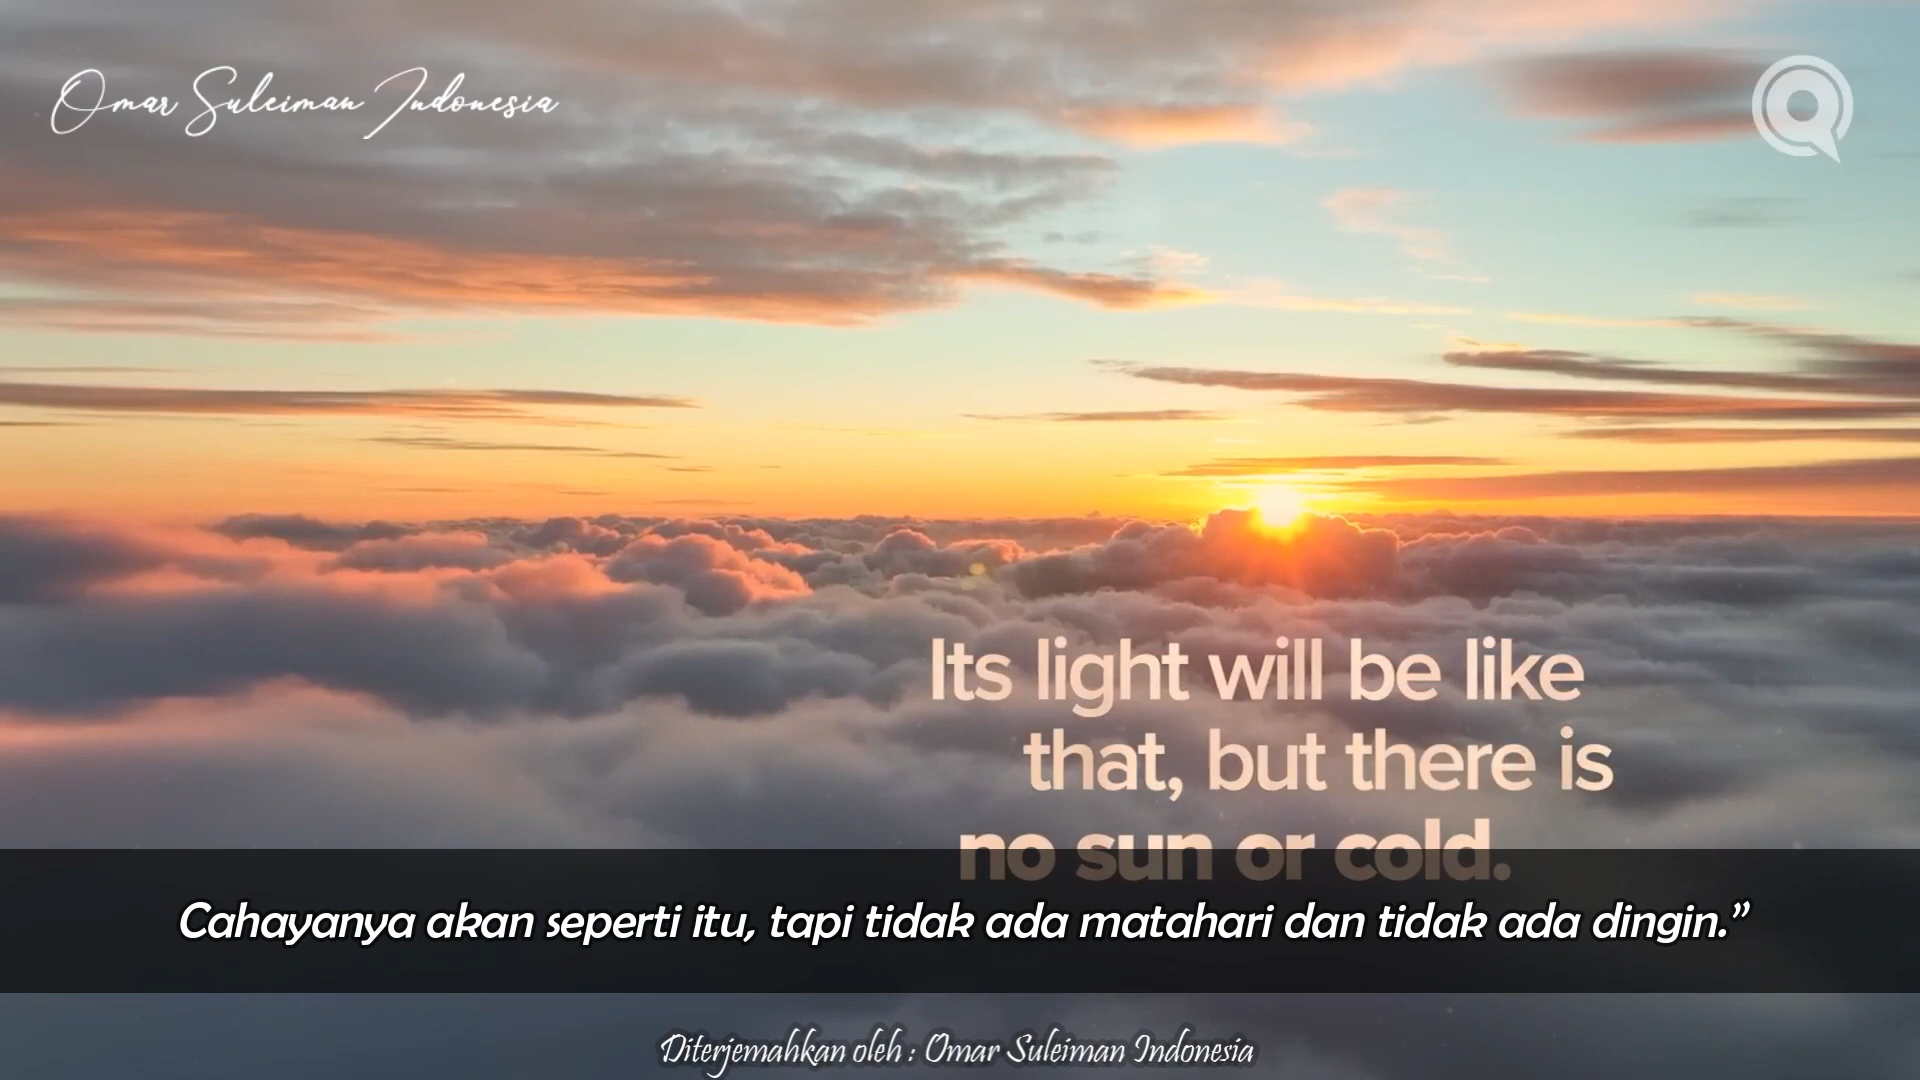 Omar Suleiman Indonesia
Its light will be like
that, but there is
no sun or cold.
Cahayanya akan seperti itu, tapi tidak ada matahari dan tidak ada dingin.”
Diterjemahkan oleh : Omar Suleiman Indonesia